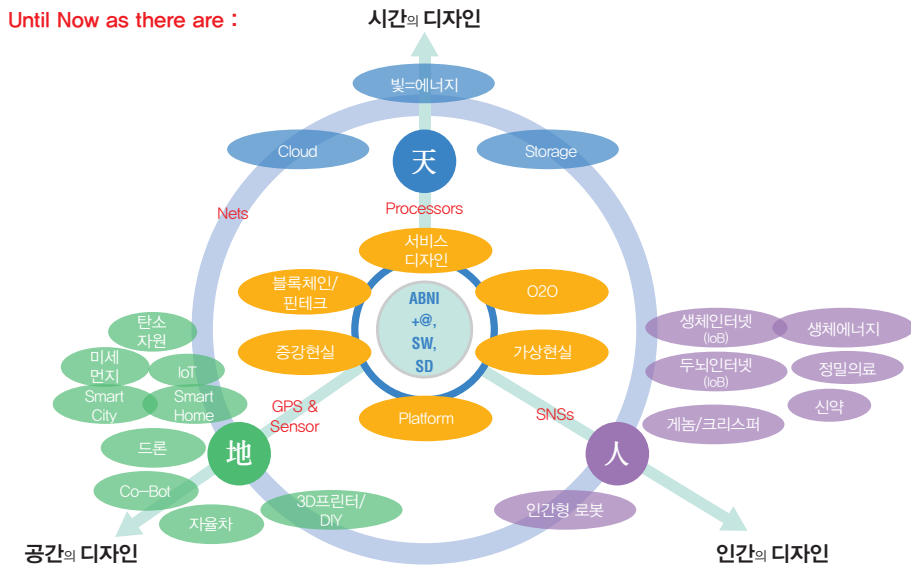 Until Now as there are :
시간의 디자인
빛=에너지
Cloud
Storage
天
Nets
Processors
서비스
디자인
블록체인/
핀테크
O2O
ABNI
+@,
SW,
SD
증강현실
가상현실
Platform
GPS &
Sensor
SNSs
탄소
자원
미세
먼지
IoT
Smart
City
Smart
Home
地
드론
Co-Bot
자율차
3D프린터/
DIY
생체인터넷
(IoB)
생체에너지
두뇌인터넷
(IoB)
정밀의료
신약
게놈/크리스퍼
人
인간형 로봇
공간의 디자인
인간의 디자인